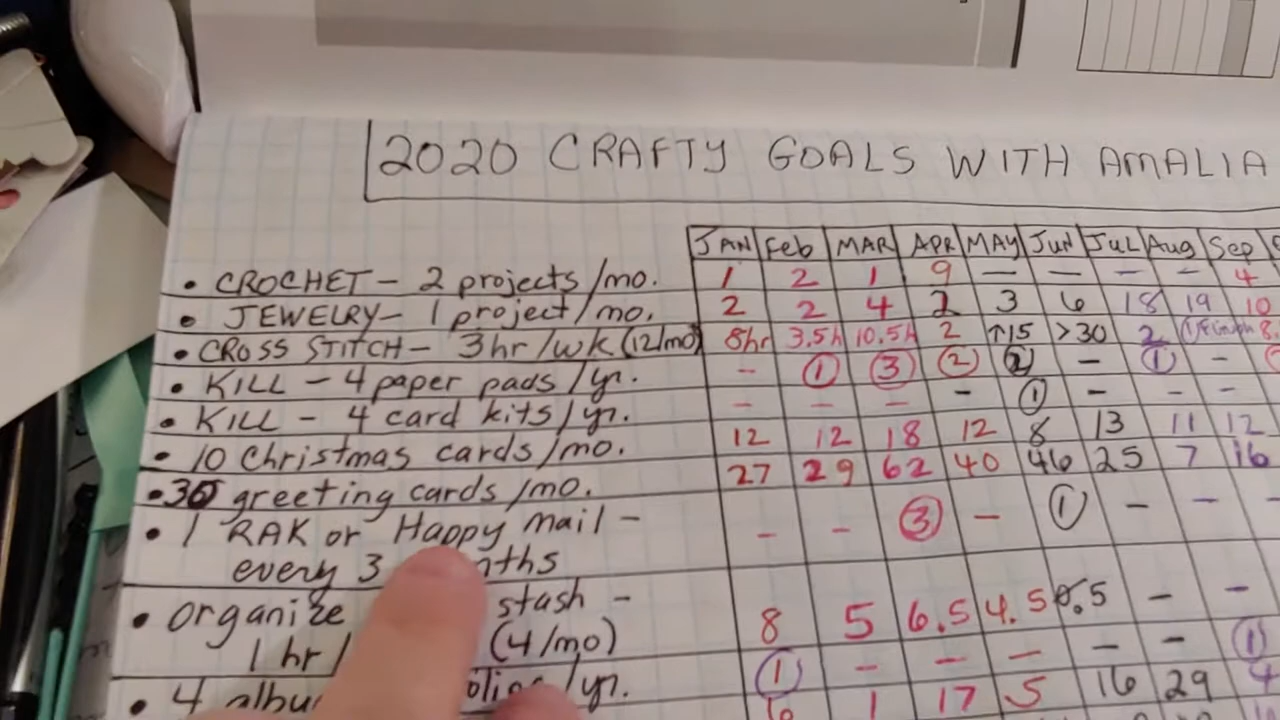 2020 CRAFTY GOALS WITH AMALIA
JAN Feb MAR APR MAY Jun Jul Aug Sep
• CROCHET – 2 projects/mo. 1 2 1 9 — — — — 4
• JEWELRY – 1 project/mo. 2 2 4 2 3 6 18 19 10
• CROSS STITCH – 3hr/wk (12/mo) 8hr 3.5h 10.5h 2 ↑15 >30 2 8
• KILL – 4 paper pads/yr. – 1 3 2 2 – 1 –
• KILL – 4 card kits/yr. – – – – 1 – – –
• 10 Christmas cards/mo. 12 12 18 12 8 13 11 12
• 30 greeting cards/mo. 27 29 62 40 46 25 7 16
• 1 RAK or Happy mail – – – 3 – 1 – – –
every 3
• organize stash – 8 5 6.5 4.5 – –
1 hr/ (4/mo)
• 4 /yr. 1 – – – – – 1
1 17 5 16 29 4